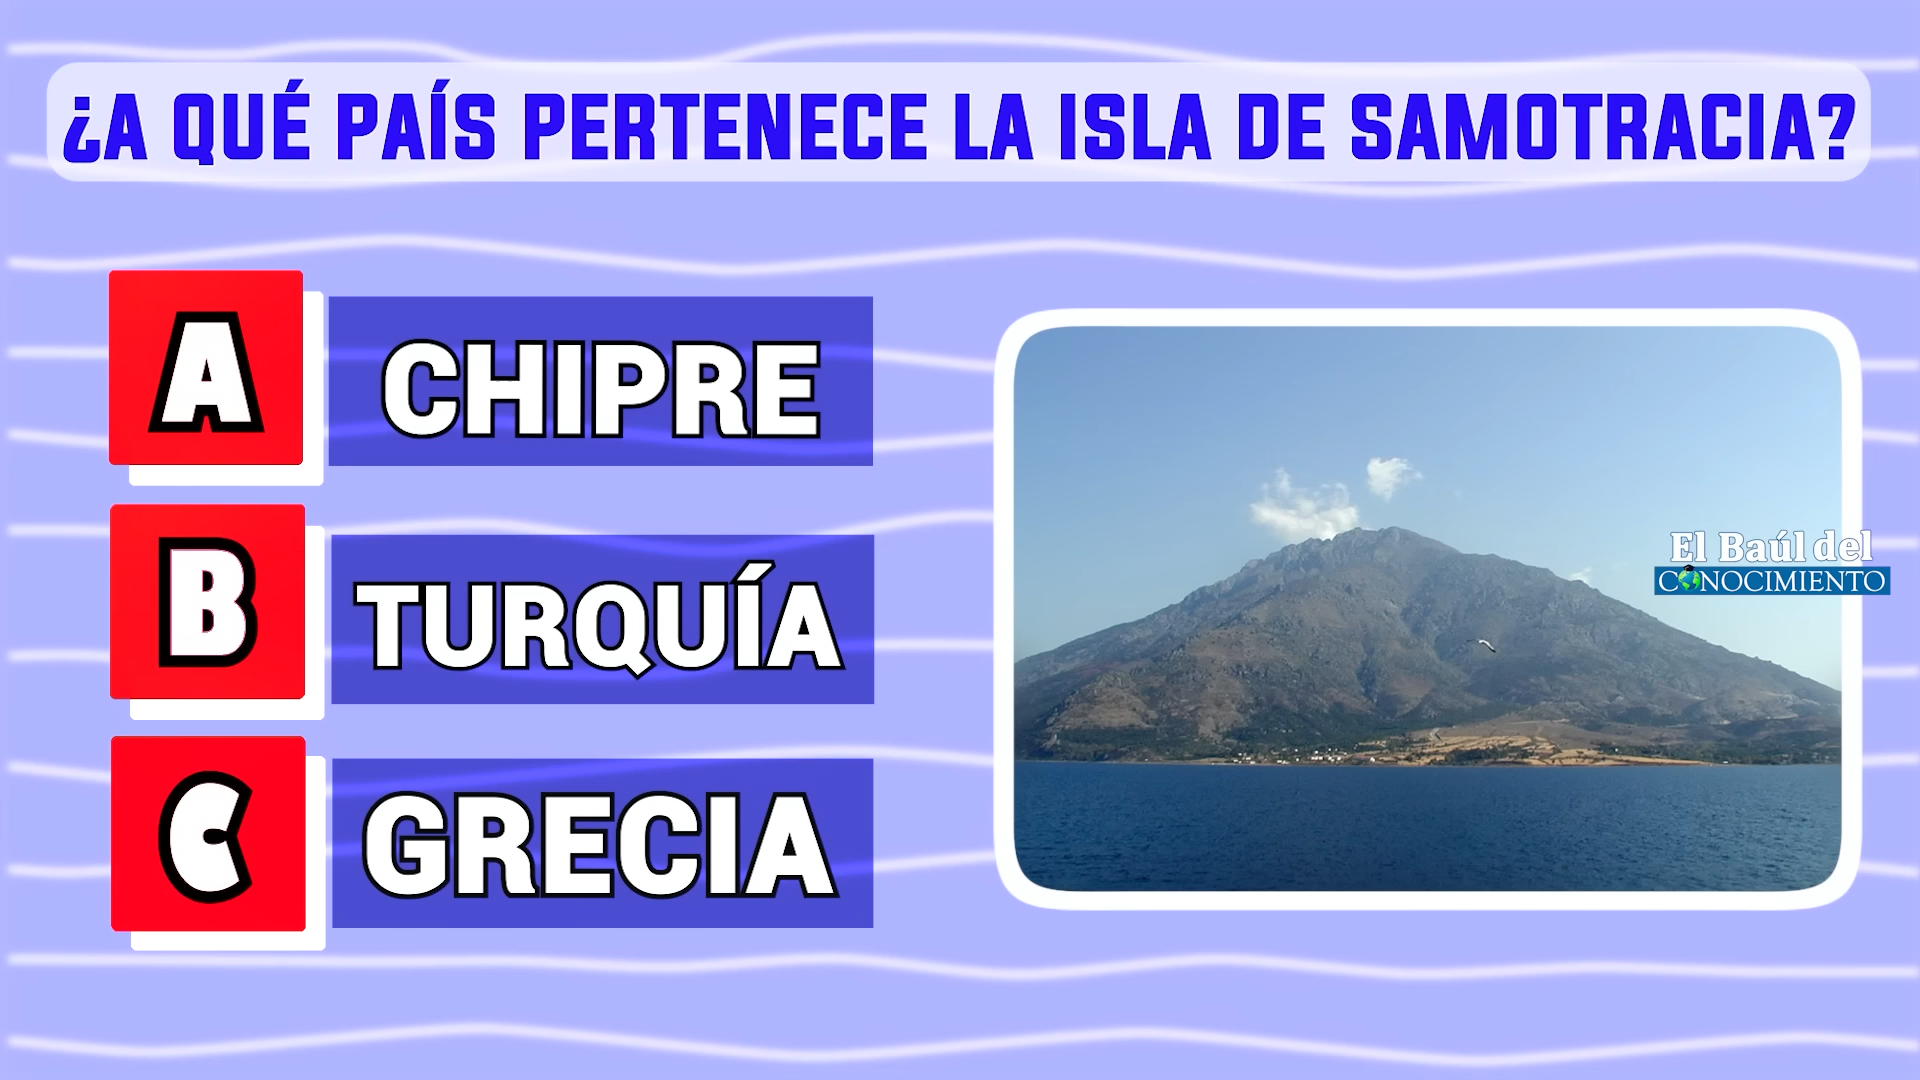 ¿A QUÉ PAÍS PERTENECE LA ISLA DE SAMOTRACIA?
A CHIPRE
B TURQUÍA
C GRECIA
El Baúl del
CONOCIMIENTO